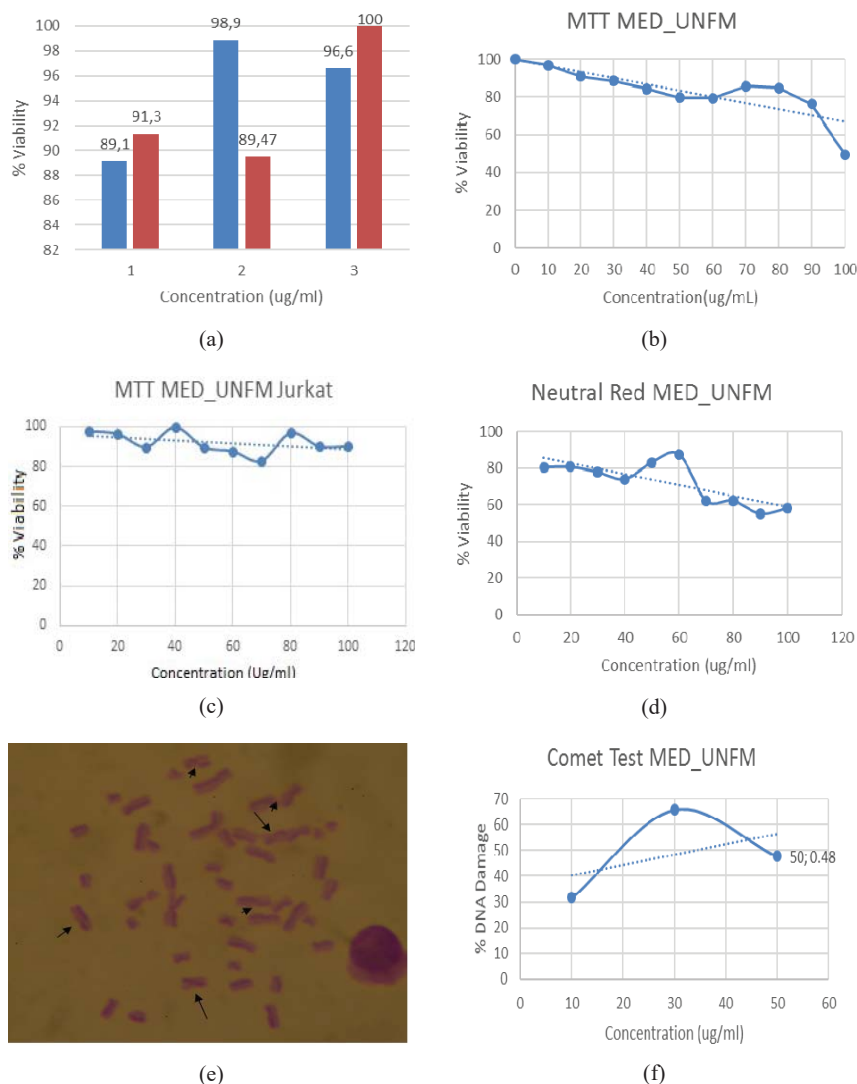 100
98
96
94
92
90
88
86
84
82
% Viability
89,1
91,3
98,9
89,47
96,6
100
1 2 3
Concentration (ug/ml)
(a)
MTT MED_UNFM
100
80
60
40
20
0
% Viability
0 10 20 30 40 50 60 70 80 90 100
Concentration(ug/mL)
(b)
MTT MED_UNFM Jurkat
100
80
60
40
20
0
% Viability
0 20 40 60 80 100 120
Concentration (Ug/ml)
(c)
Neutral Red MED_UNFM
100
80
60
40
20
0
% Viability
0 20 40 60 80 100 120
Concentration (ug/ml)
(d)
(e)
Comet Test MED_UNFM
70
60
50
40
30
20
10
0
% DNA Damage
50; 0.48
0 10 20 30 40 50 60
Concentration (ug/ml)
(f)